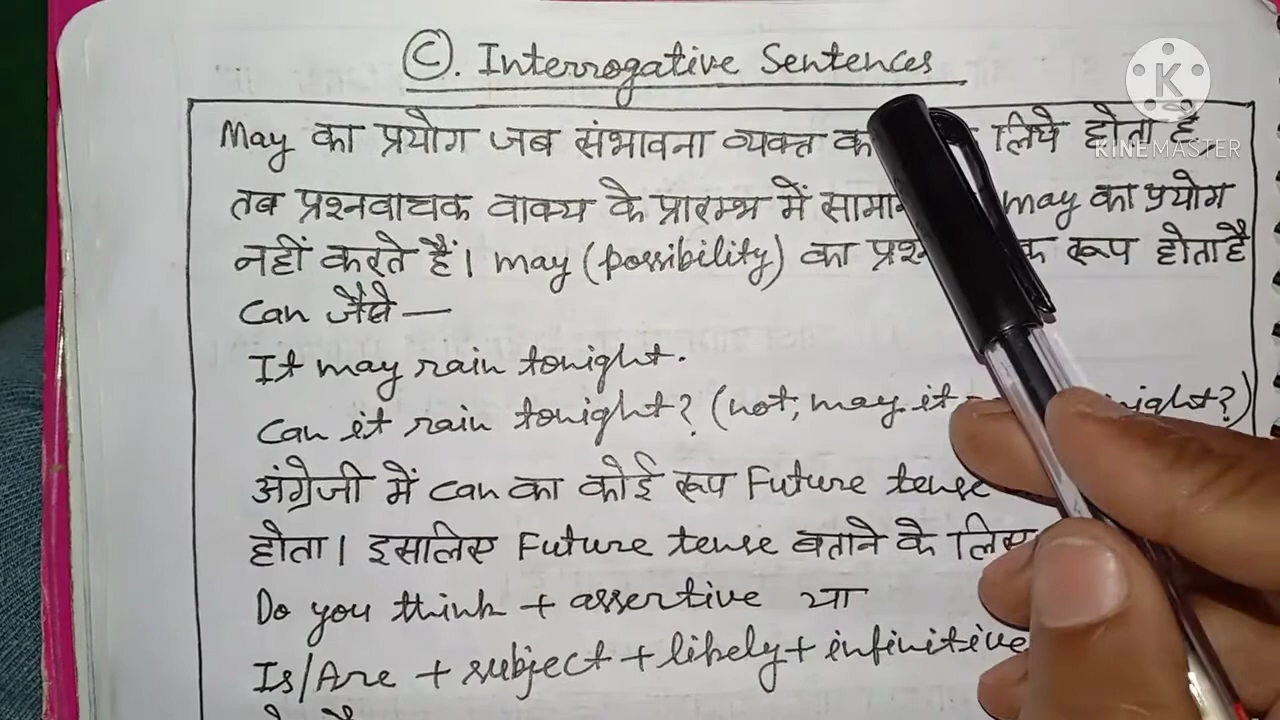 C. Interrogative Sentences
K
KINEMASTER
May का प्रयोग जब संभावना व्यक्त लिये होता है
तब प्रश्नवाचक वाक्य के प्रारम्भ में may का प्रयोग
नहीं करते हैं। may (possibility) का रूप होता है
Can जैसे —
It may rain tonight.
Can it rain tonight? (not, may it
अंग्रेजी में can का कोई रूप Future tense
होता। इसलिए Future tense बताने के लिए
Do you think + assertive या
Is/Are + subject + likely + infinitive